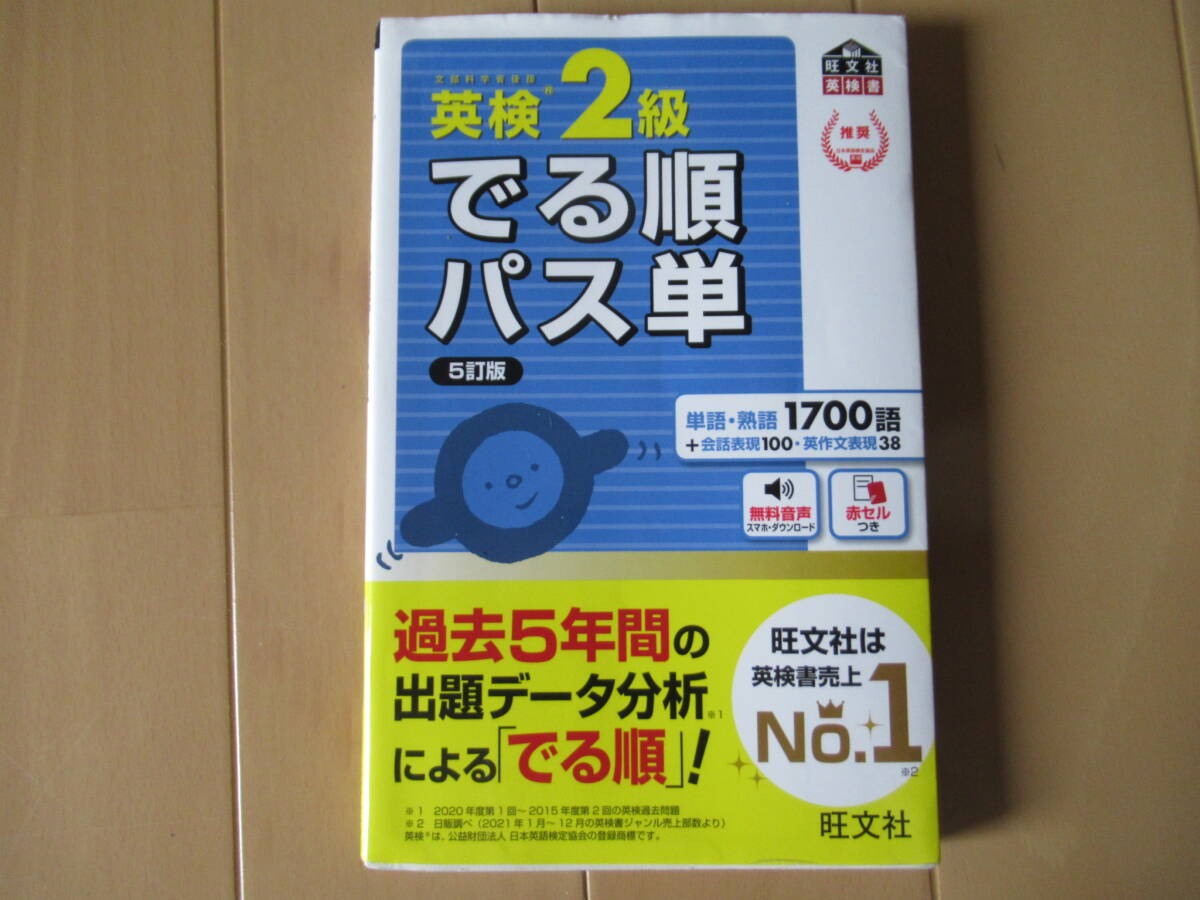 文部科学省後援
英検® 2級
でる順
パス単
5訂版
旺文社
英検書
推奨
単語・熟語 1700語
+会話表現100・英作文表現38
無料音声
スマホ・ダウンロード
赤セル
つき
過去5年間の
出題データ分析※1
による「でる順」!
旺文社は
英検書売上
No.1
※2
※1 2020年度第1回～2015年度第2回の英検過去問題
※2 日販調べ(2021年1月～12月の英検書ジャンル売上部数より)
英検®は、公益財団法人 日本英語検定協会の登録商標です。
旺文社